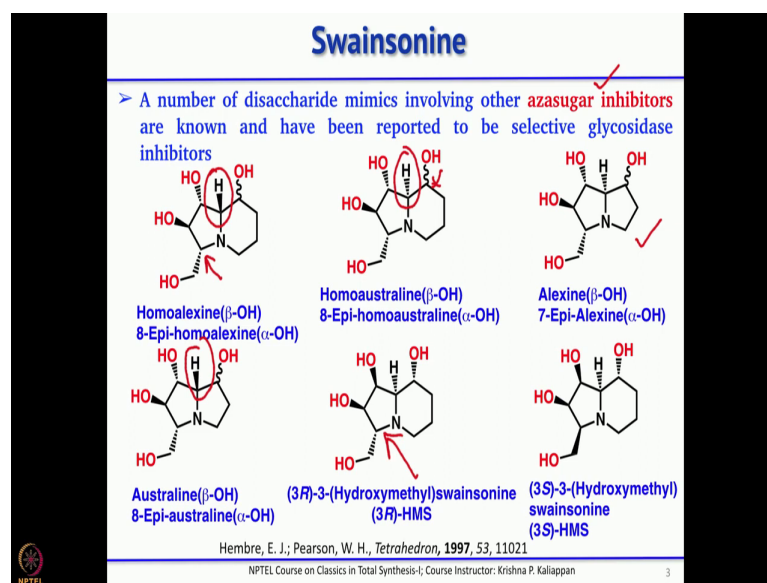 Swainsonine
➢ A number of disaccharide mimics involving other azasugar inhibitors
are known and have been reported to be selective glycosidase
inhibitors
HO H OH
HO
N
HO
Homoalexine(β-OH)
8-Epi-homoalexine(α-OH)
HO H OH
HO
N
HO
Homoaustraline(β-OH)
8-Epi-homoaustraline(α-OH)
HO H OH
HO
N
HO
Alexine(β-OH)
7-Epi-Alexine(α-OH)
HO H OH
HO
N
HO
Australine(β-OH)
8-Epi-australine(α-OH)
HO H OH
HO
N
HO
(3R)-3-(Hydroxymethyl)swainsonine
(3R)-HMS
HO H OH
HO
N
HO
(3S)-3-(Hydroxymethyl)
swainsonine
(3S)-HMS
Hembre, E. J.; Pearson, W. H., Tetrahedron, 1997, 53, 11021
NPTEL Course on Classics in Total Synthesis-I; Course Instructor: Krishna P. Kaliappan
3
NPTEL